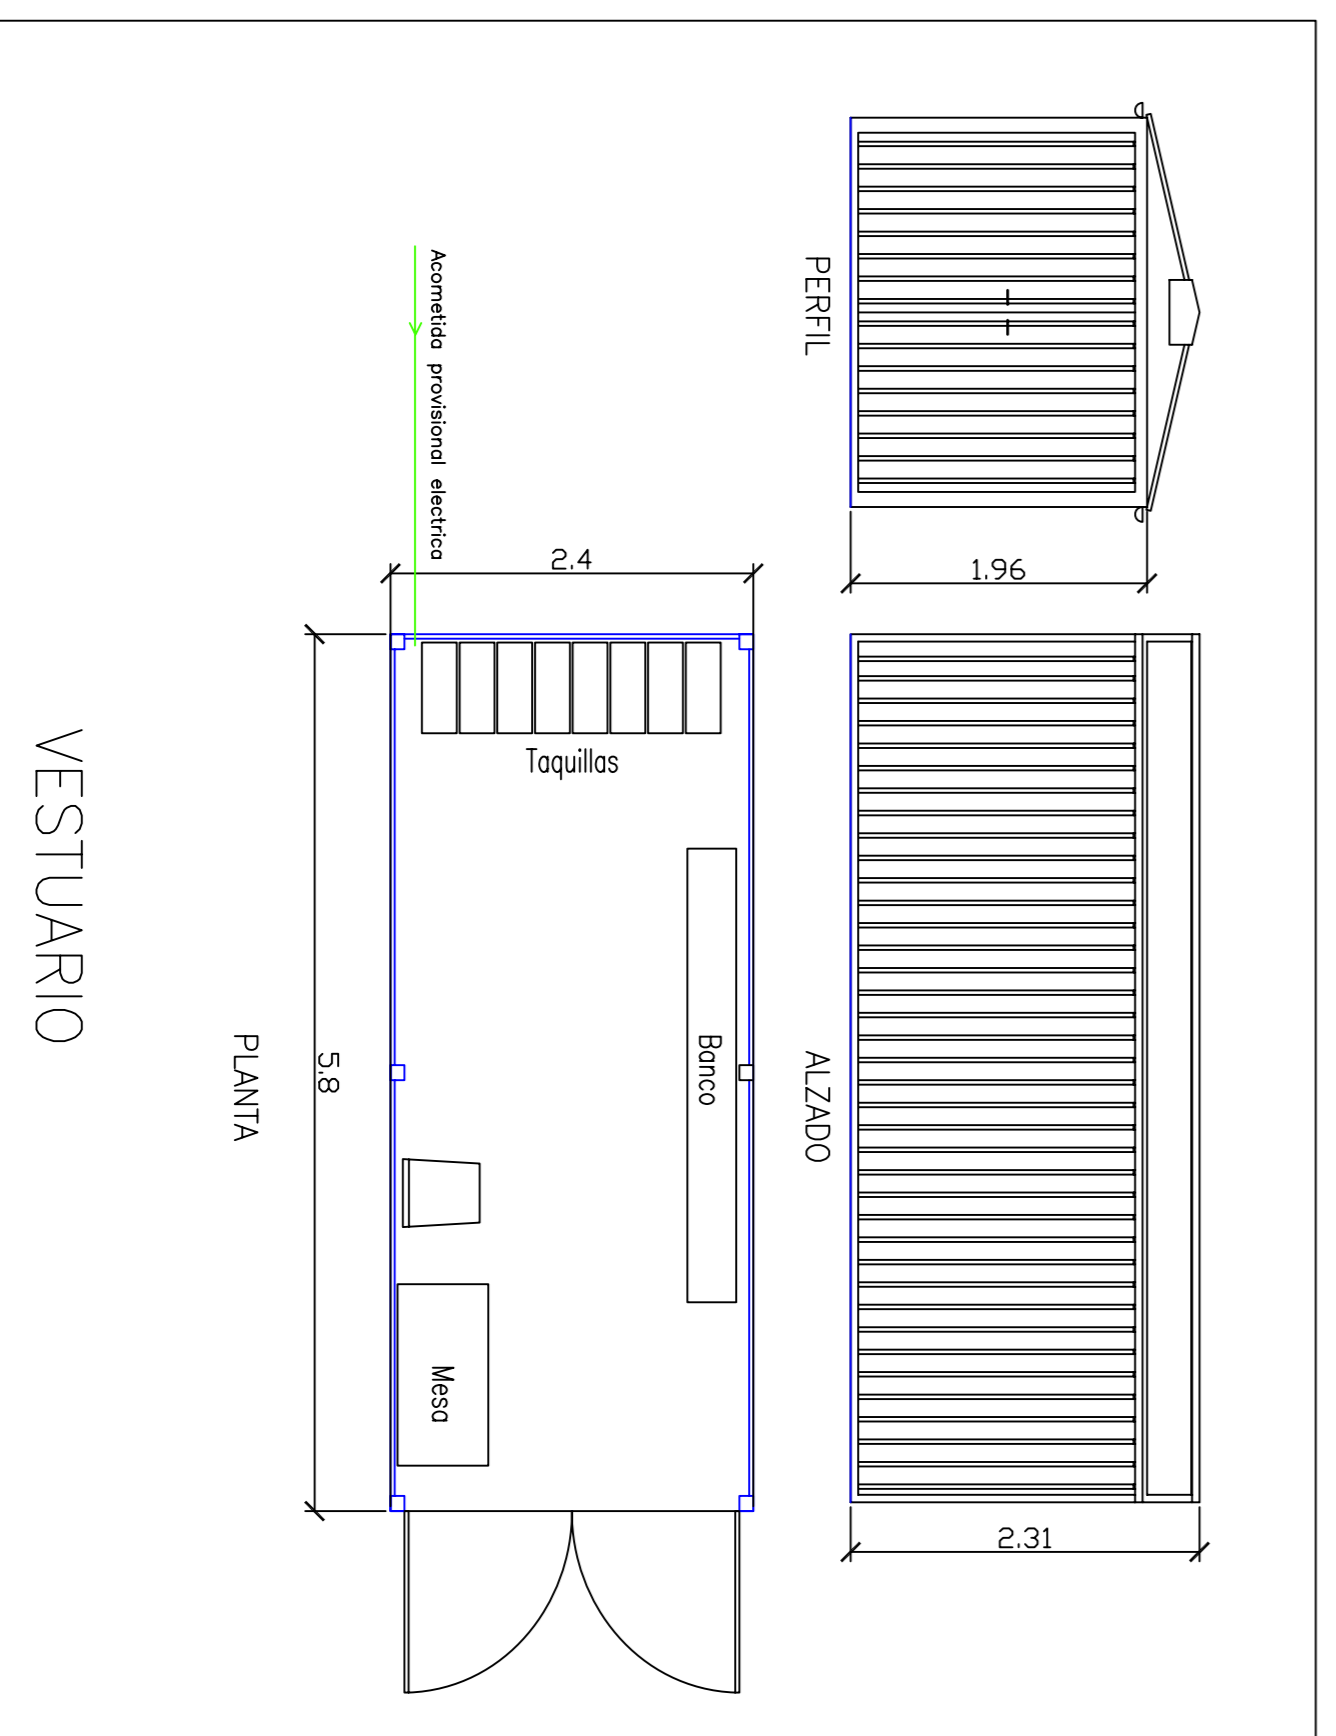 PERFIL
1.96
ALZADO
2.31
Acometida provisional electrica
2.4
Taquillas
Banco
Mesa
5.8
PLANTA
VESTUARIO